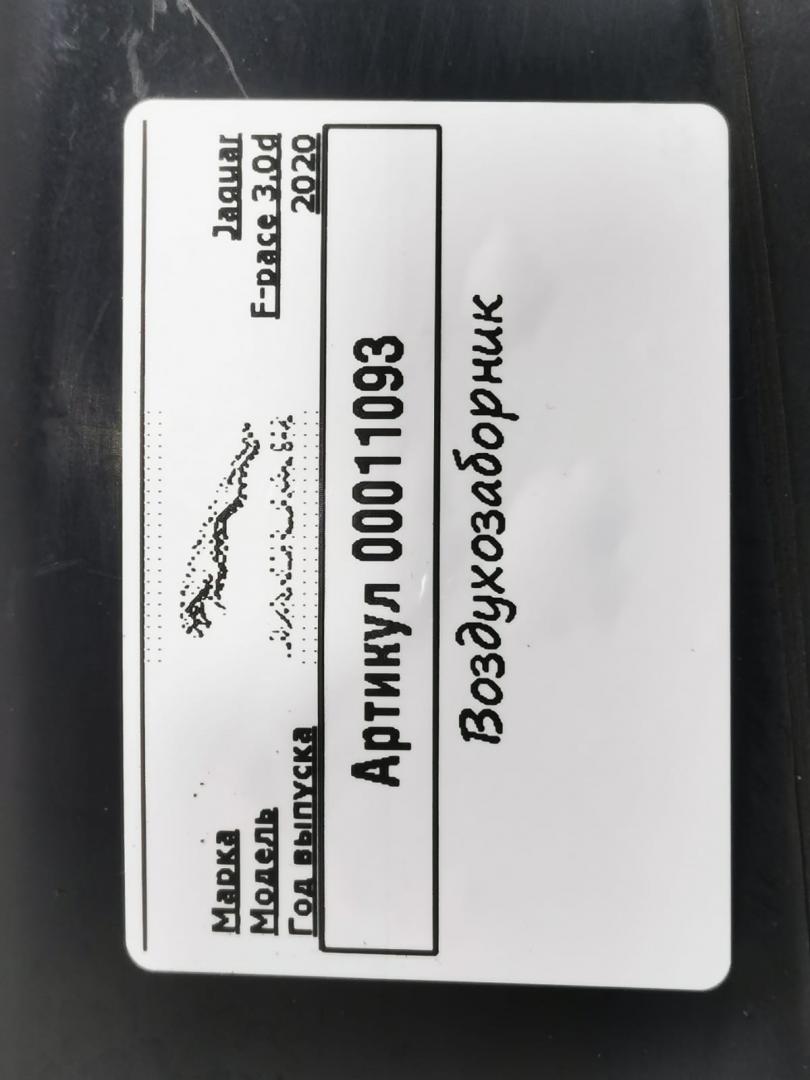 Марка Jaguar
Модель F-pace 3.0d
Год выпуска 2020
Артикул 00011093
Воздухозаборник